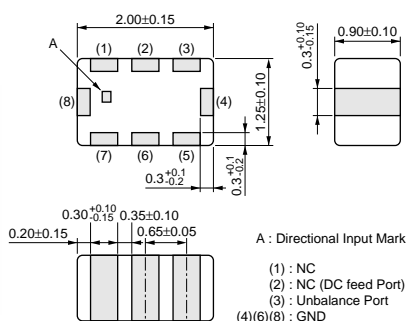 2.00±0.15
A
(1) (2) (3)
(8)
(4)
(7) (6) (5)
1.25±0.10
0.3+0.1-0.2
0.3+0.1-0.2
0.90±0.10
0.3+0.10-0.15
0.30+0.10-0.15
0.20±0.15
0.35±0.10
0.65±0.05
A : Directional Input Mark
(1) : NC
(2) : NC (DC feed Port)
(3) : Unbalance Port
(4)(6)(8) : GND